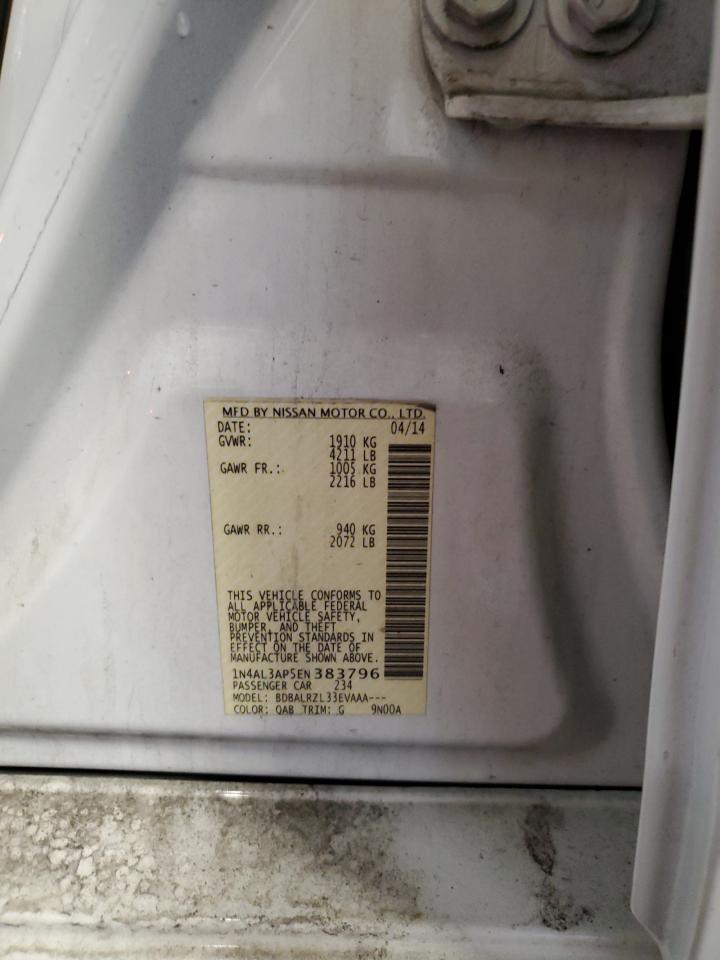 MFD BY NISSAN MOTOR CO., LTD.
DATE: 04/14
GVWR: 1910 KG
4211 LB
GAWR FR.: 1005 KG
2216 LB
GAWR RR.: 940 KG
2072 LB
THIS VEHICLE CONFORMS TO
ALL APPLICABLE FEDERAL
MOTOR VEHICLE SAFETY,
BUMPER, AND THEFT
PREVENTION STANDARDS IN
EFFECT ON THE DATE OF
MANUFACTURE SHOWN ABOVE.
1N4AL3AP5EN383796
PASSENGER CAR 234
MODEL: BDBALRZL33EVAAA---
COLOR: QAB TRIM: G 9N00A